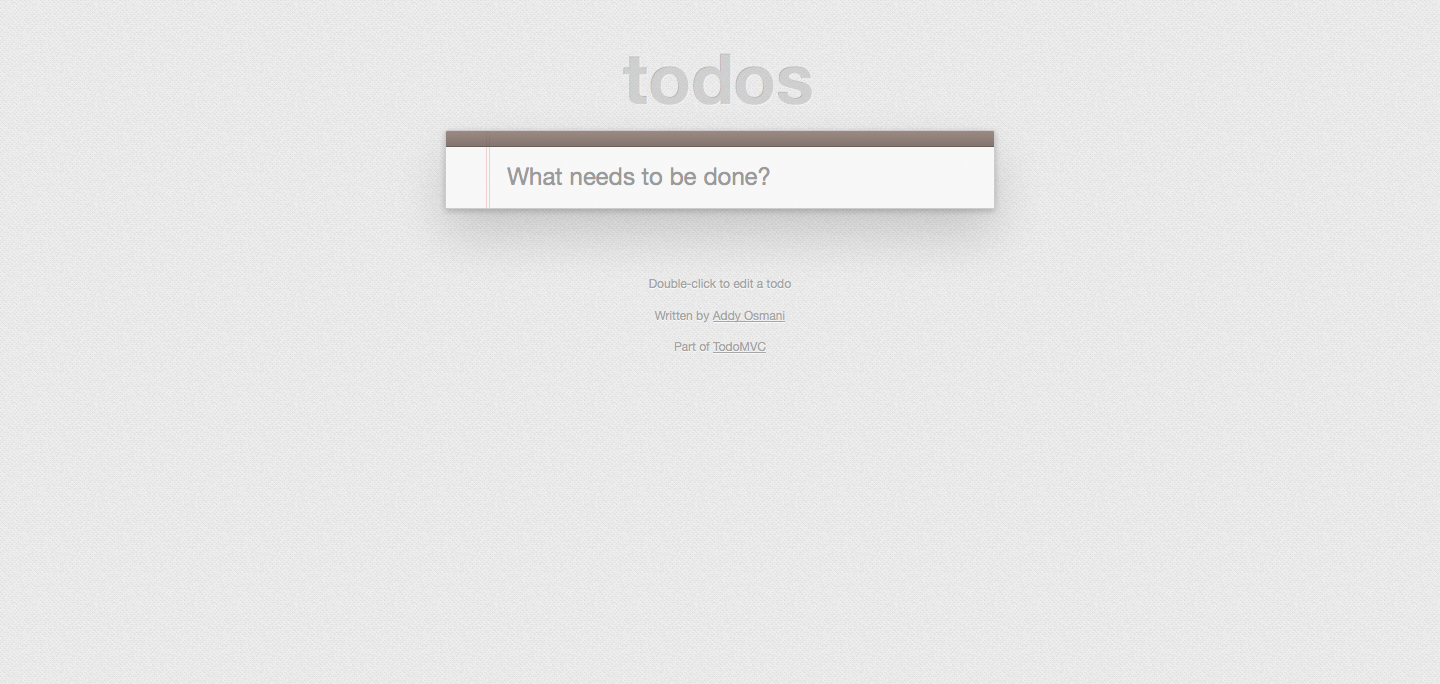 todos
What needs to be done?
Double-click to edit a todo
Written by Addy Osmani
Part of TodoMVC